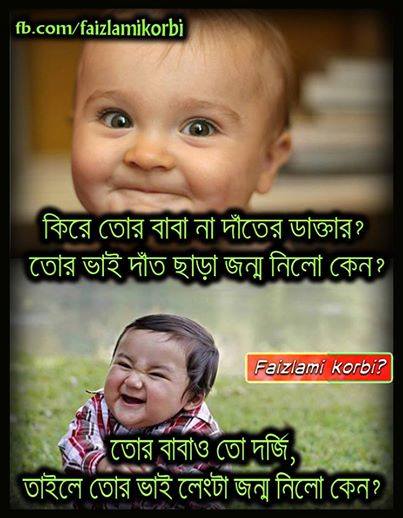 fb.com/faizlamikorbi
কিরে তোর বাবা না দাঁতের ডাক্তার?
তোর ভাই দাঁত ছাড়া জন্ম নিলো কেন?
Faizlami korbi?
তোর বাবাও তো দর্জি,
তাইলে তোর ভাই লেংটা জন্ম নিলো কেন?